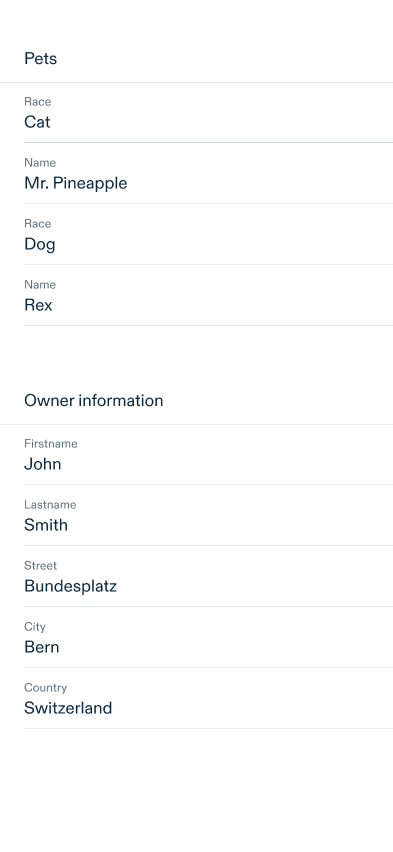 Pets
Race
Cat
Name
Mr. Pineapple
Race
Dog
Name
Rex
Owner information
Firstname
John
Lastname
Smith
Street
Bundesplatz
City
Bern
Country
Switzerland